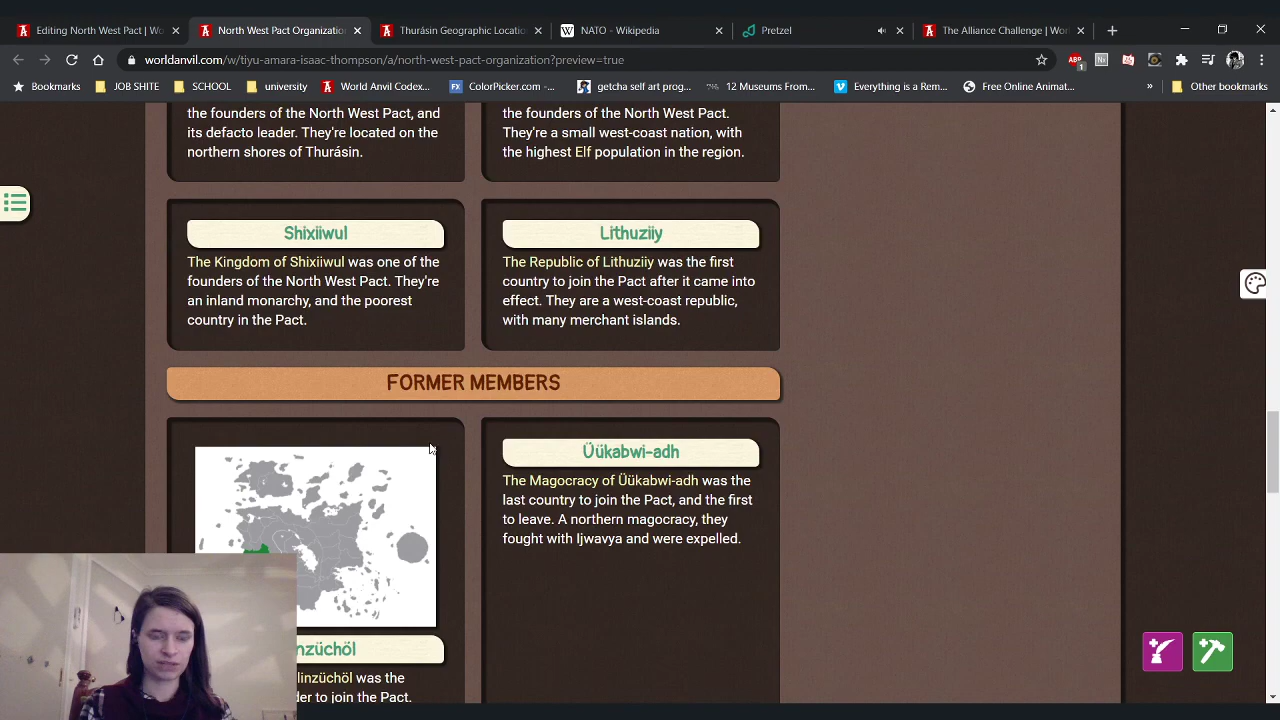 Editing North West Pact | W
North West Pact Organization
Thurásin Geographic Locatio
NATO - Wikipedia
Pretzel
The Alliance Challenge | Wor
worldanvil.com/w/tiyu-amara-isaac-thompson/a/north-west-pact-organization?preview=true
ABP
1
Bookmarks
JOB SHITE
SCHOOL
university
World Anvil Codex...
FX
ColorPicker.com -...
getcha self art prog...
12 Museums From...
Everything is a Rem...
Free Online Animat...
»
Other bookmarks
the founders of the North West Pact, and
its defacto leader. They're located on the
northern shores of Thurásin.
the founders of the North West Pact.
They're a small west-coast nation, with
the highest Elf population in the region.
Shixiiwul
The Kingdom of Shixiiwul was one of the
founders of the North West Pact. They're
an inland monarchy, and the poorest
country in the Pact.
Lithuziiy
The Republic of Lithuziiy was the first
country to join the Pact after it came into
effect. They are a west-coast republic,
with many merchant islands.
FORMER MEMBERS
nzüchöl
linzüchöl was the
der to join the Pact.
Üükabwi-adh
The Magocracy of Üükabwi-adh was the
last country to join the Pact, and the first
to leave. A northern magocracy, they
fought with Ijwavya and were expelled.